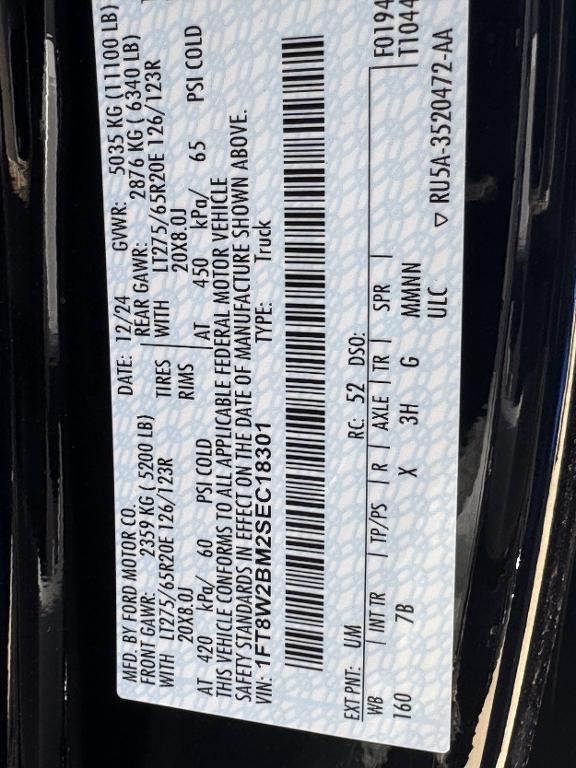 MFD. BY FORD MOTOR CO.
DATE: 12/24 GVWR: 5035 KG (11100 LB)
FRONT GAWR: 2359 KG ( 5200 LB)
REAR GAWR: 2876 KG ( 6340 LB)
WITH LT275/65R20E 126/123R
TIRES
WITH LT275/65R20E 126/123R
20X8.0J
RIMS
20X8.0J
AT 420 kPa/ 60 PSI COLD
AT 450 kPa/ 65 PSI COLD
THIS VEHICLE CONFORMS TO ALL APPLICABLE FEDERAL MOTOR VEHICLE
SAFETY STANDARDS IN EFFECT ON THE DATE OF MANUFACTURE SHOWN ABOVE.
VIN: 1FT8W2BM2SEC18301
TYPE: Truck
EXT PNT: UM RC: 52 DSO:
F0194
T1044
WB | INT TR | TP/PS | R | AXLE | TR | SPR |
160 7B X 3H G MMNNN
ULC
▽ RU5A-3520472-AA